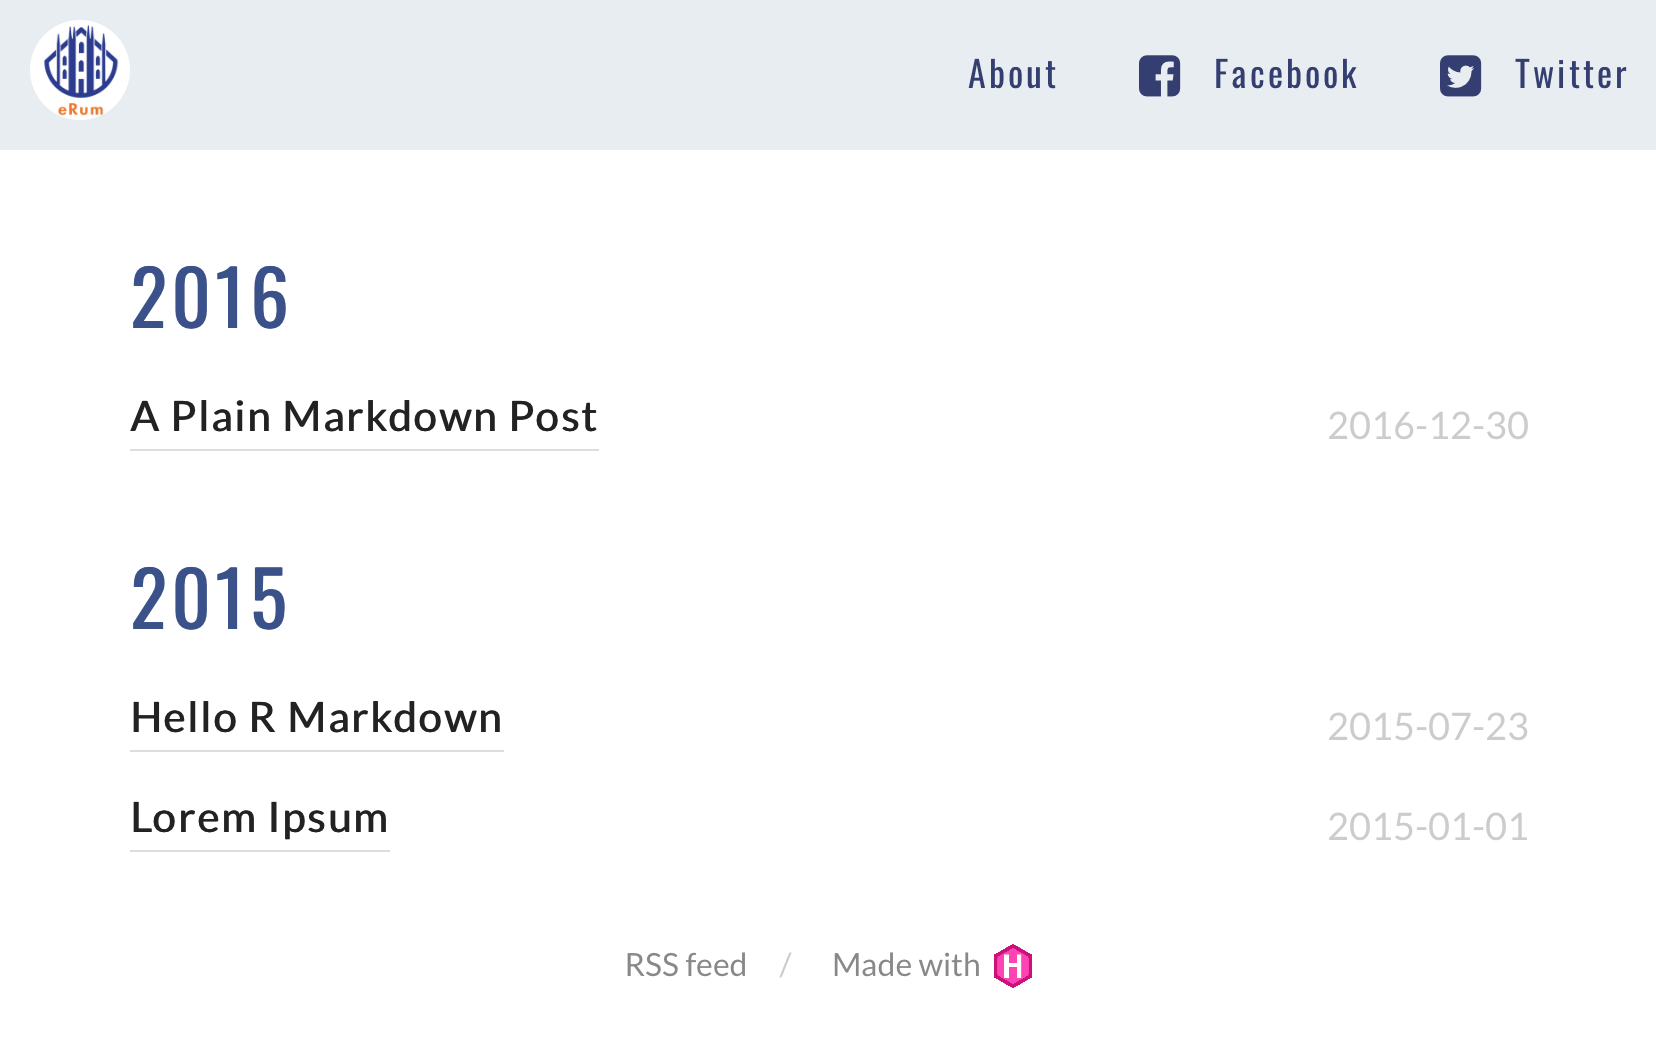 eRum
About Facebook Twitter
2016
A Plain Markdown Post 2016-12-30
2015
Hello R Markdown 2015-07-23
Lorem Ipsum 2015-01-01
RSS feed / Made with H